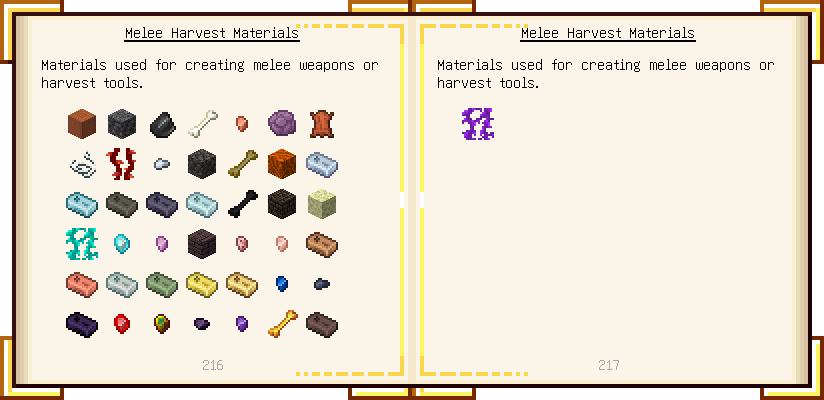 Melee Harvest Materials
Materials used for creating melee weapons or
harvest tools.
216
Melee Harvest Materials
Materials used for creating melee weapons or
harvest tools.
217